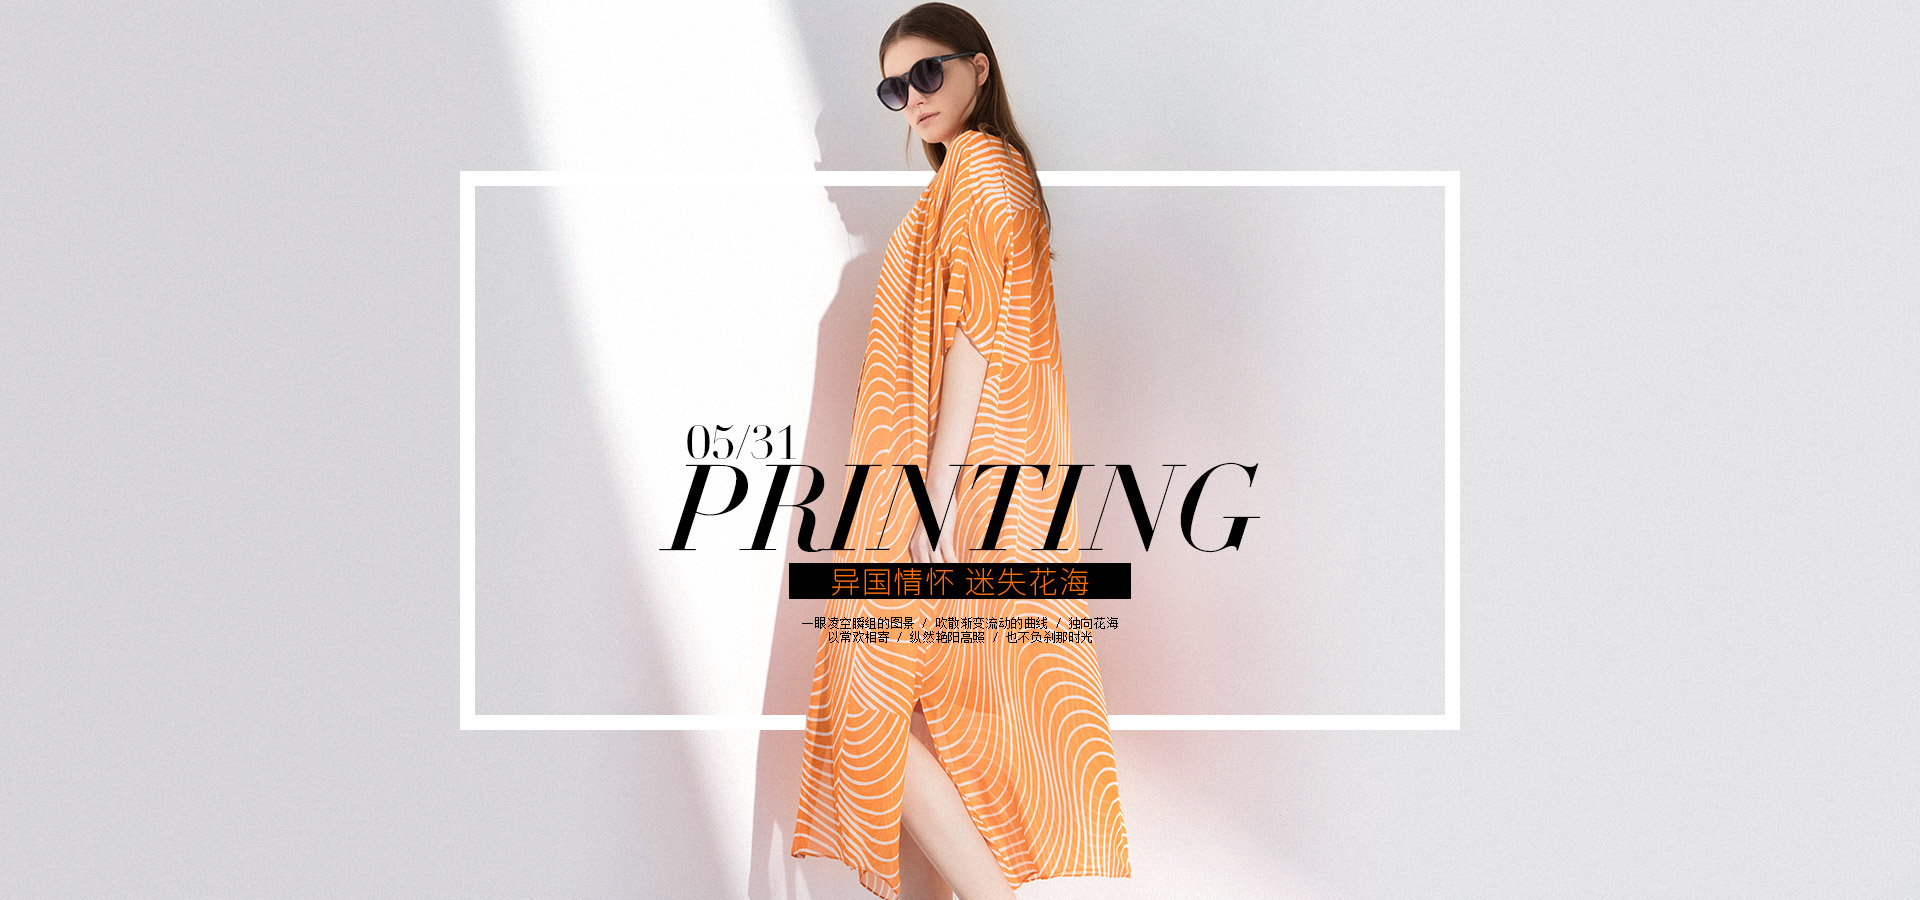 05/31
PRINTING
异国情怀 迷失花海
一眼凌空瞬组的图景 / 吹散渐变流动的曲线 / 独向花海
以常欢相寄 / 纵然艳阳高照 / 也不负刹那时光